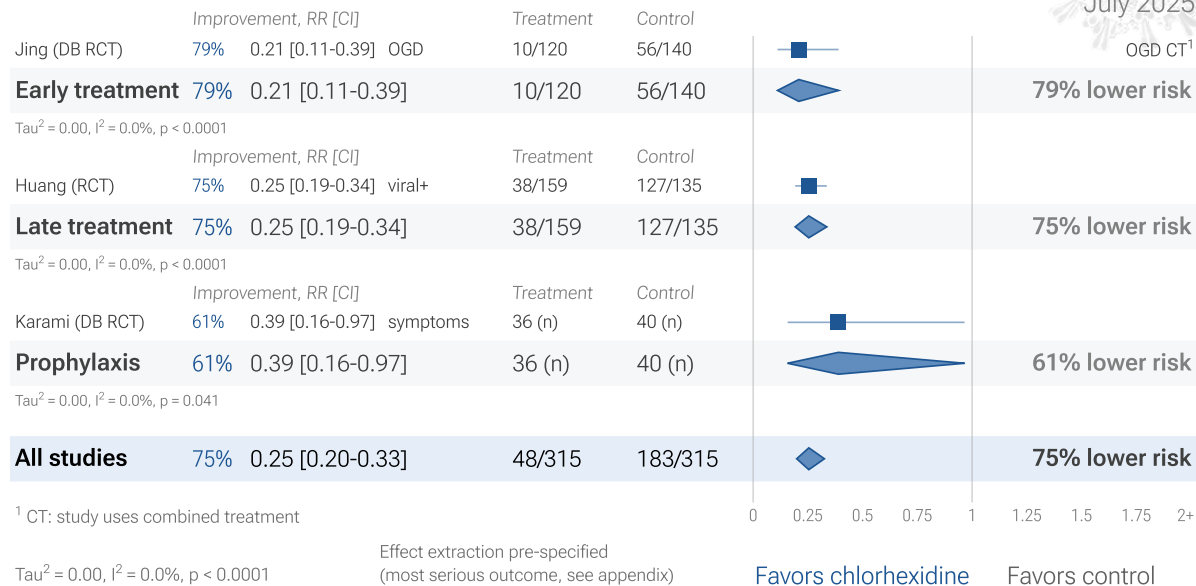 July 2025
Improvement, RR [CI] Treatment Control
Jing (DB RCT) 79% 0.21 [0.11-0.39] OGD 10/120 56/140 OGD CT¹
Early treatment 79% 0.21 [0.11-0.39] 10/120 56/140 79% lower risk
Tau² = 0.00, I² = 0.0%, p < 0.0001
Improvement, RR [CI] Treatment Control
Huang (RCT) 75% 0.25 [0.19-0.34] viral+ 38/159 127/135
Late treatment 75% 0.25 [0.19-0.34] 38/159 127/135 75% lower risk
Tau² = 0.00, I² = 0.0%, p < 0.0001
Improvement, RR [CI] Treatment Control
Karami (DB RCT) 61% 0.39 [0.16-0.97] symptoms 36 (n) 40 (n)
Prophylaxis 61% 0.39 [0.16-0.97] 36 (n) 40 (n) 61% lower risk
Tau² = 0.00, I² = 0.0%, p = 0.041
All studies 75% 0.25 [0.20-0.33] 48/315 183/315 75% lower risk
¹ CT: study uses combined treatment
0 0.25 0.5 0.75 1 1.25 1.5 1.75 2+
Effect extraction pre-specified
(most serious outcome, see appendix)
Tau² = 0.00, I² = 0.0%, p < 0.0001
Favors chlorhexidine Favors control